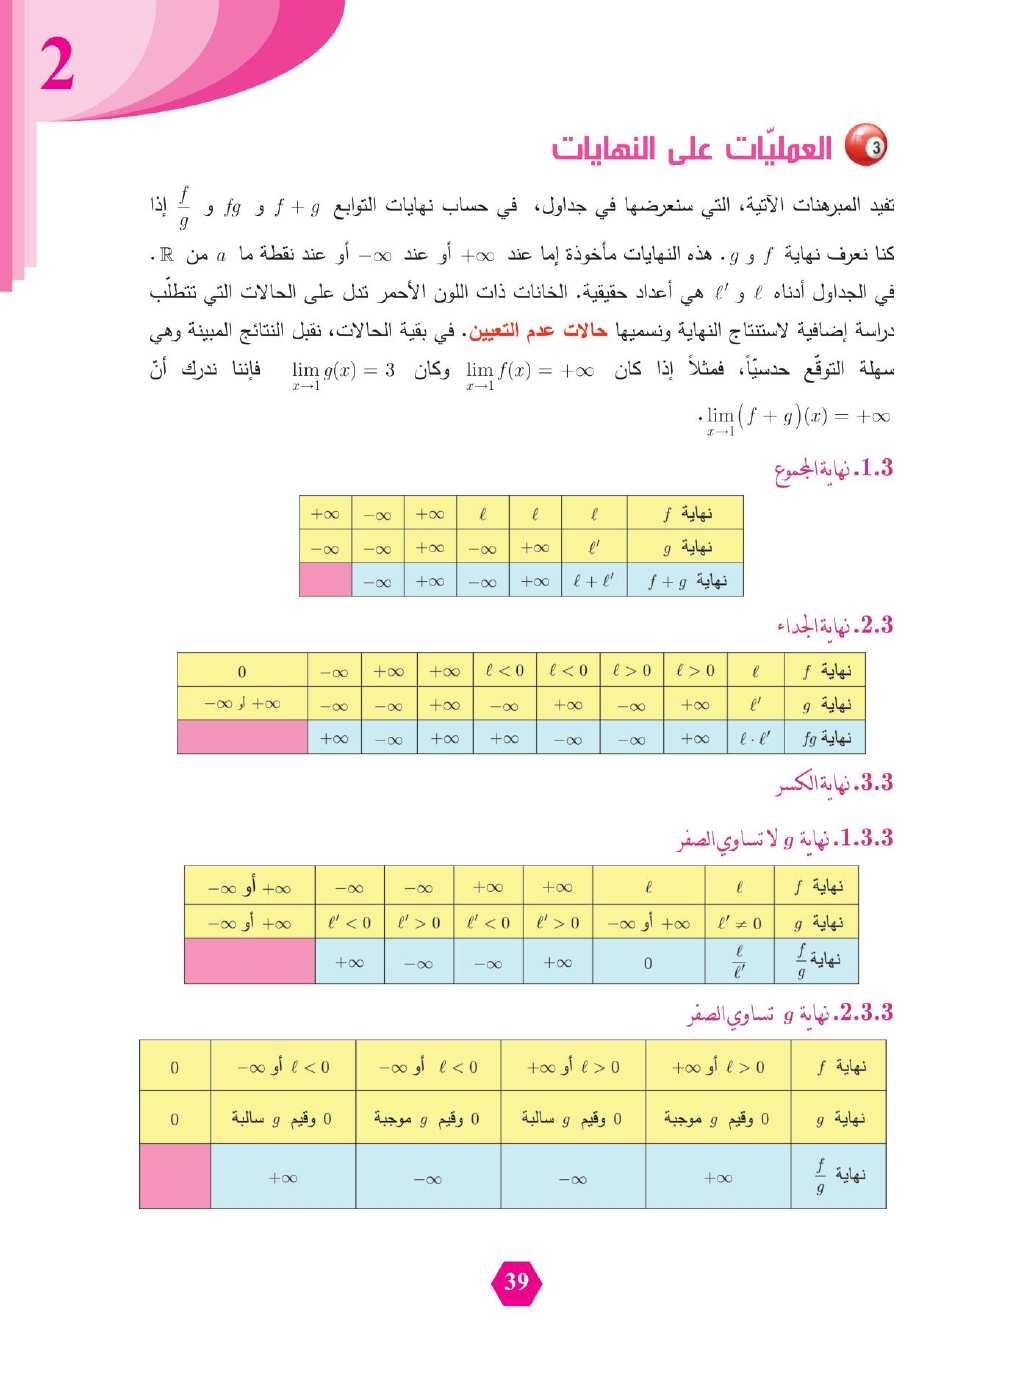 2
3 العمليّات على النهايات
تفيد المبرهنات الآتية، التي سنعرضها في جداول، في حساب نهايات التوابع f + g و fg و f/g إذا
كنا نعرف نهاية f و g. هذه النهايات مأخوذة إما عند +∞ أو عند −∞ أو عند نقطة ما a من ℝ.
في الجداول أدناه ℓ و ℓ′ هي أعداد حقيقية. الخانات ذات اللون الأحمر تدل على الحالات التي تتطلّب
دراسة إضافية لاستنتاج النهاية ونسميها حالات عدم التعيين. في بقية الحالات، نقبل النتائج المبينة وهي
سهلة التوقّع حدسيّاً، فمثلاً إذا كان lim_{x→1} f(x) = +∞ وكان lim_{x→1} g(x) = 3 فإننا ندرك أنّ
lim_{x→1} (f + g)(x) = +∞.
1.3. نهاية المجموع
نهاية f ℓ ℓ ℓ +∞ −∞ +∞
نهاية g ℓ′ +∞ −∞ +∞ −∞ −∞
نهاية f + g ℓ + ℓ′ +∞ −∞ +∞ −∞
2.3. نهاية الجداء
نهاية f ℓ ℓ > 0 ℓ > 0 ℓ < 0 ℓ < 0 +∞ +∞ −∞ 0
نهاية g ℓ′ +∞ −∞ +∞ −∞ +∞ −∞ −∞ +∞ أو −∞
نهاية fg ℓ · ℓ′ +∞ −∞ −∞ +∞ +∞ −∞ +∞
3.3. نهاية الكسر
1.3.3. نهاية g لا تساوي الصفر
نهاية f ℓ ℓ +∞ +∞ −∞ −∞ +∞ أو −∞
نهاية g ℓ′ ≠ 0 +∞ أو −∞ ℓ′ > 0 ℓ′ < 0 ℓ′ > 0 ℓ′ < 0 +∞ أو −∞
نهاية f/g ℓ/ℓ′ 0 +∞ −∞ −∞ +∞
2.3.3. نهاية g تساوي الصفر
نهاية f ℓ > 0 أو +∞ ℓ > 0 أو +∞ ℓ < 0 أو −∞ ℓ < 0 أو −∞ 0
نهاية g 0 وقيم g موجبة 0 وقيم g سالبة 0 وقيم g موجبة 0 وقيم g سالبة 0
نهاية f/g +∞ −∞ −∞ +∞
39